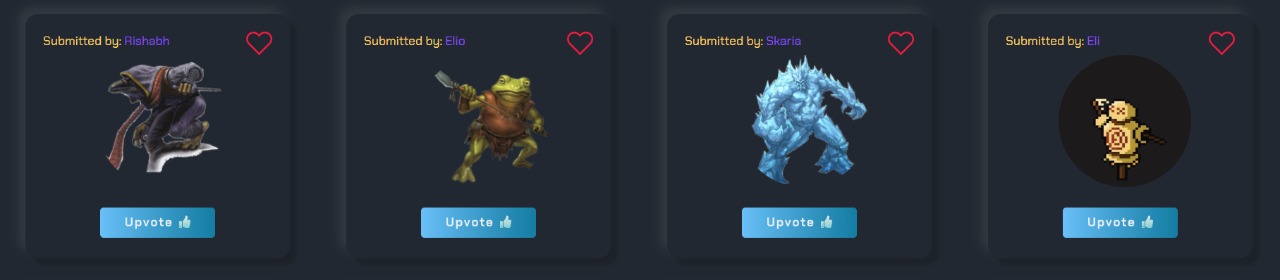 Submitted by: Rishabh
Upvote
Submitted by: Elio
Upvote
Submitted by: Skaria
Upvote
Submitted by: Eli
Upvote